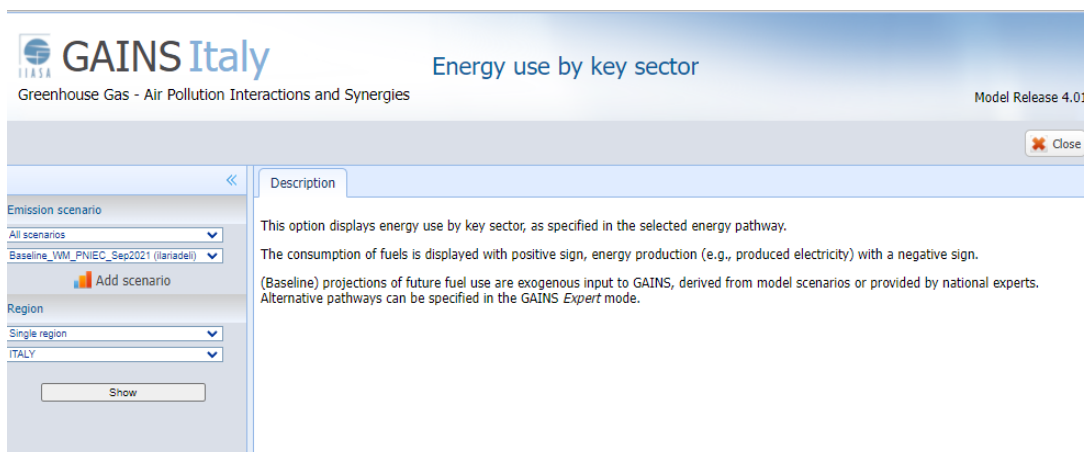 IIASA
GAINS Italy
Energy use by key sector
Greenhouse Gas - Air Pollution Interactions and Synergies
Model Release 4.01
Close
«
Description
Emission scenario
All scenarios
Baseline_WM_PNIEC_Sep2021 (ilariadeli)
Add scenario
Region
Single region
ITALY
Show
This option displays energy use by key sector, as specified in the selected energy pathway.
The consumption of fuels is displayed with positive sign, energy production (e.g., produced electricity) with a negative sign.
(Baseline) projections of future fuel use are exogenous input to GAINS, derived from model scenarios or provided by national experts.
Alternative pathways can be specified in the GAINS Expert mode.